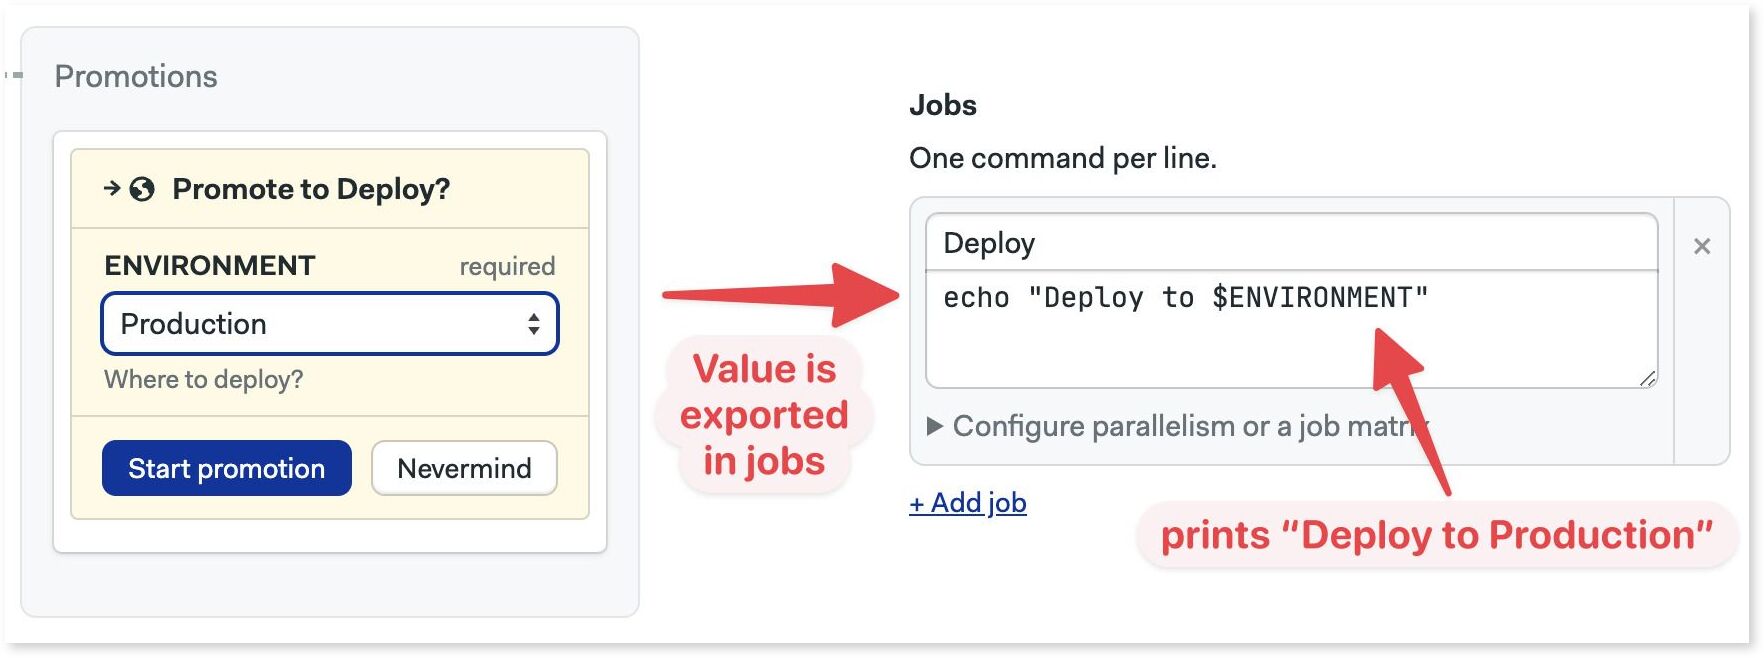 Promotions
Promote to Deploy?
ENVIRONMENT required
Production
Where to deploy?
Start promotion Nevermind
Value is
exported
in jobs
Jobs
One command per line.
Deploy
echo "Deploy to $ENVIRONMENT"
Configure parallelism or a job matrix
+ Add job
prints “Deploy to Production”